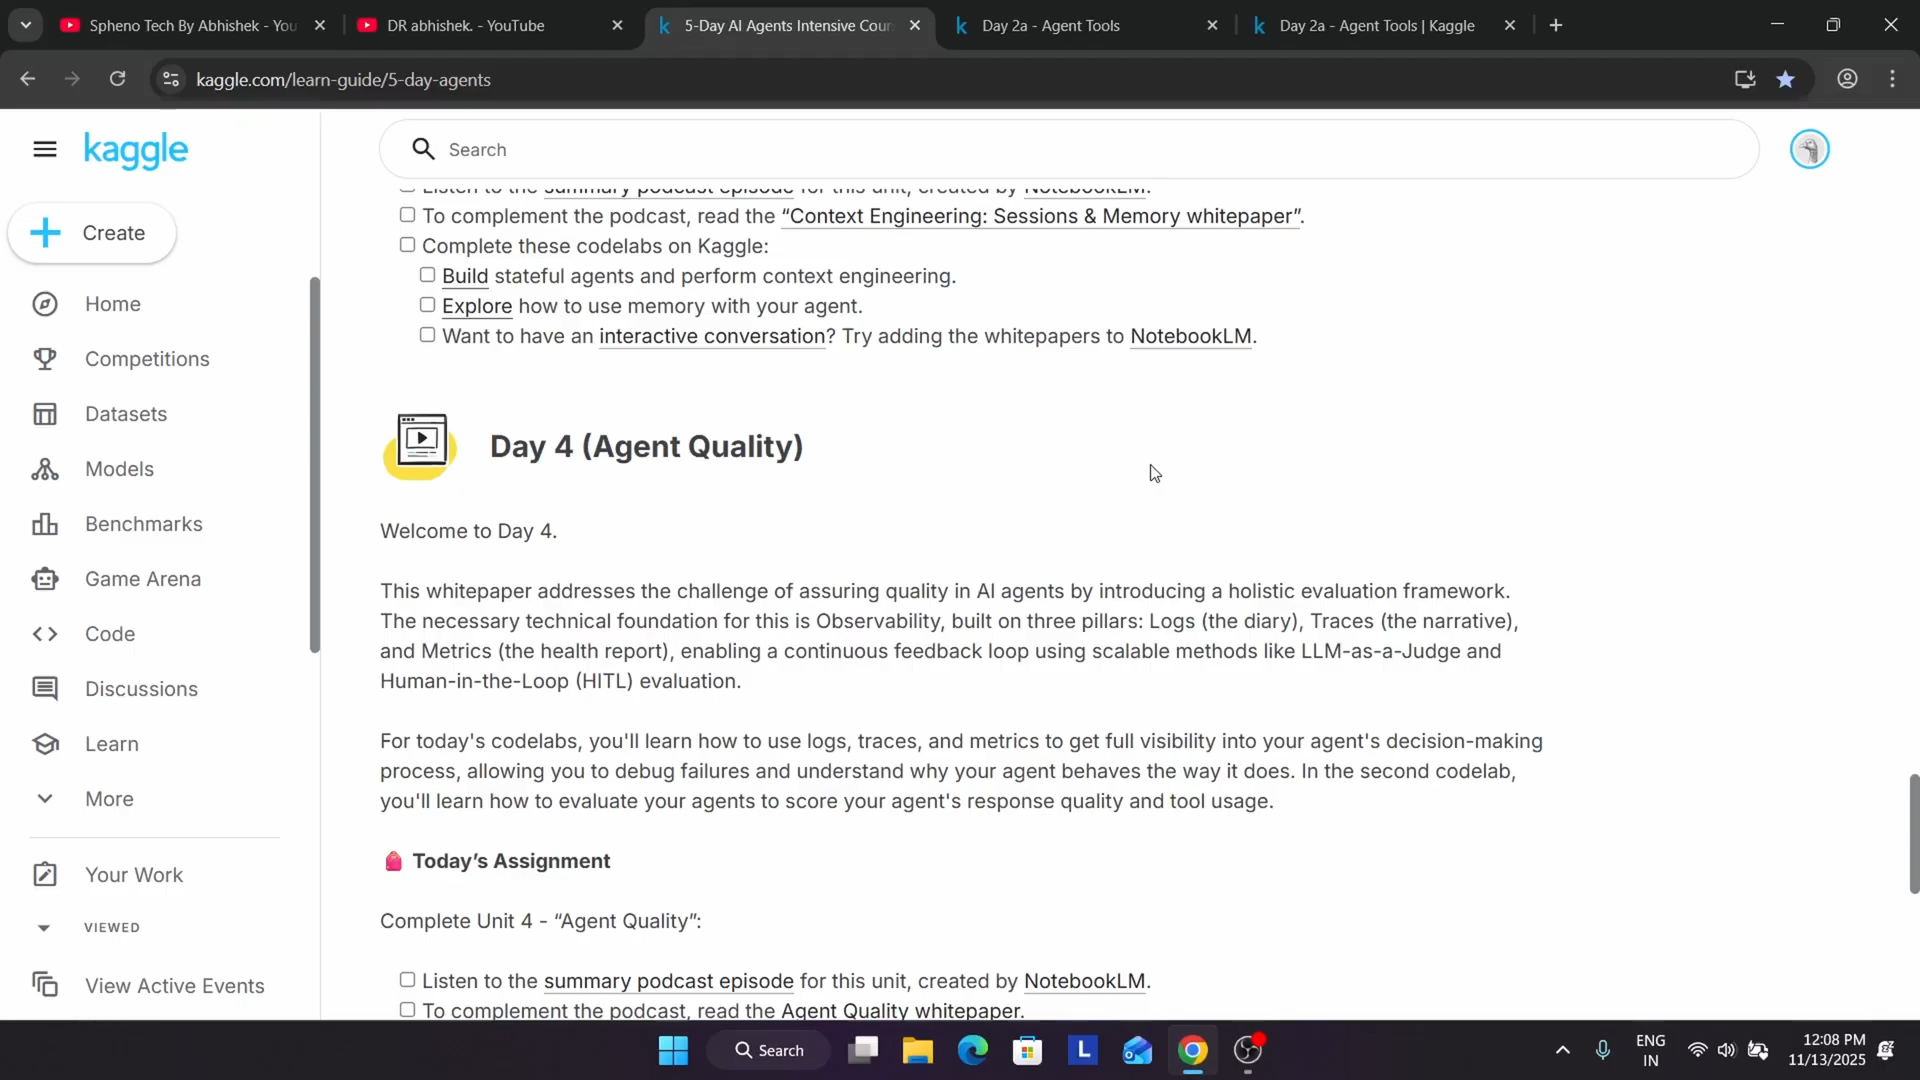 Spheno Tech By Abhishek - You
DR abhishek. - YouTube
5-Day AI Agents Intensive Cour
Day 2a - Agent Tools
Day 2a - Agent Tools | Kaggle
kaggle.com/learn-guide/5-day-agents
kaggle
Search
Create
Home
Competitions
Datasets
Models
Benchmarks
Game Arena
Code
Discussions
Learn
More
Your Work
VIEWED
View Active Events
Listen to the summary podcast episode for this unit, created by NotebookLM.
To complement the podcast, read the “Context Engineering: Sessions & Memory whitepaper”.
Complete these codelabs on Kaggle:
Build stateful agents and perform context engineering.
Explore how to use memory with your agent.
Want to have an interactive conversation? Try adding the whitepapers to NotebookLM.
Day 4 (Agent Quality)
Welcome to Day 4.
This whitepaper addresses the challenge of assuring quality in AI agents by introducing a holistic evaluation framework.
The necessary technical foundation for this is Observability, built on three pillars: Logs (the diary), Traces (the narrative),
and Metrics (the health report), enabling a continuous feedback loop using scalable methods like LLM-as-a-Judge and
Human-in-the-Loop (HITL) evaluation.
For today's codelabs, you'll learn how to use logs, traces, and metrics to get full visibility into your agent's decision-making
process, allowing you to debug failures and understand why your agent behaves the way it does. In the second codelab,
you'll learn how to evaluate your agents to score your agent's response quality and tool usage.
Today’s Assignment
Complete Unit 4 - “Agent Quality”:
Listen to the summary podcast episode for this unit, created by NotebookLM.
To complement the podcast, read the Agent Quality whitepaper.
Search
L
ENG
IN
12:08 PM
11/13/2025